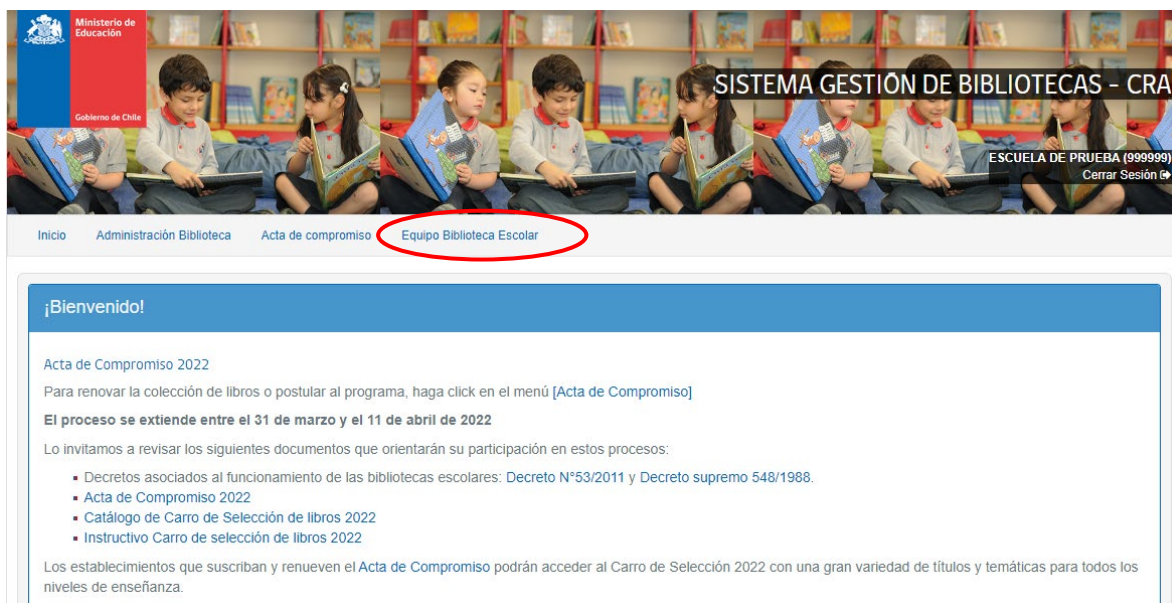 Ministerio de
Educación
Gobierno de Chile
SISTEMA GESTIÓN DE BIBLIOTECAS - CRA
ESCUELA DE PRUEBA (999999)
Cerrar Sesión
Inicio Administración Biblioteca Acta de compromiso Equipo Biblioteca Escolar
¡Bienvenido!
Acta de Compromiso 2022
Para renovar la colección de libros o postular al programa, haga click en el menú [Acta de Compromiso]
El proceso se extiende entre el 31 de marzo y el 11 de abril de 2022
Lo invitamos a revisar los siguientes documentos que orientarán su participación en estos procesos:
▪ Decretos asociados al funcionamiento de las bibliotecas escolares: Decreto N°53/2011 y Decreto supremo 548/1988.
▪ Acta de Compromiso 2022
▪ Catálogo de Carro de Selección de libros 2022
▪ Instructivo Carro de selección de libros 2022
Los establecimientos que suscriban y renueven el Acta de Compromiso podrán acceder al Carro de Selección 2022 con una gran variedad de títulos y temáticas para todos los
niveles de enseñanza.